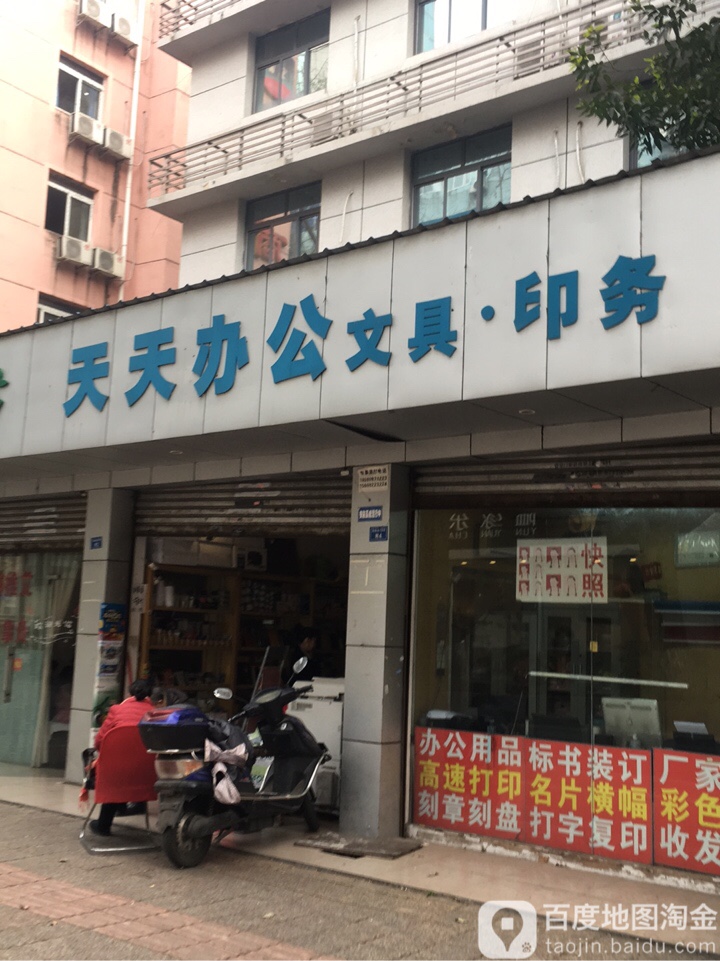 天天办公文具·印务
快照
办公用品
高速打印
刻章刻盘
标书装订
名片横幅
打字复印
厂家
彩色
收发
百度地图淘金
taojin.baidu.com